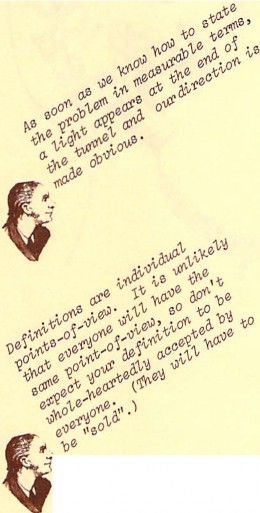 As soon as we know how to state
the problem in measurable terms,
a light appears at the end of
the tunnel and our direction is
made obvious.
Definitions are individual
points-of-view. It is unlikely
that everyone will have the
same point-of-view, so don't
expect your definition to be
whole-heartedly accepted by
everyone. (They will have to
be "sold".)